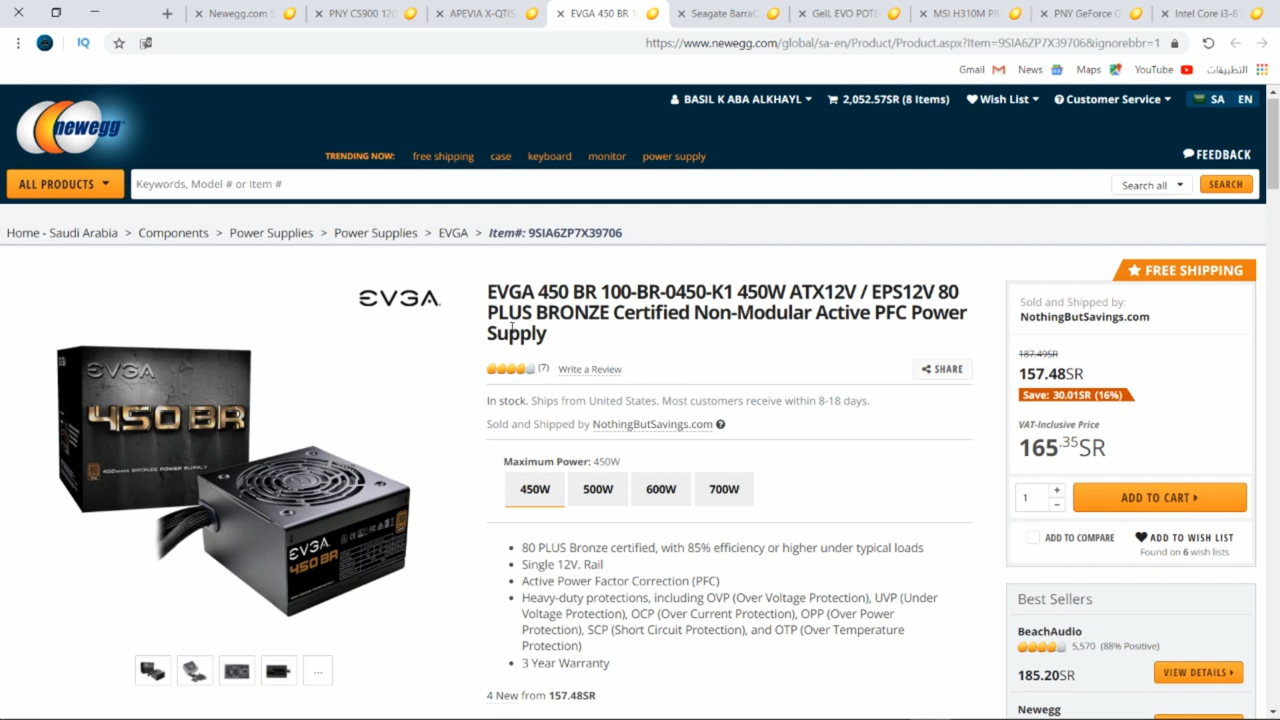 Newegg.com S
PNY CS900 120
APEVIA X-QTIS
EVGA 450 BR 1
Seagate BarraC
GeIL EVO POTE
MSI H310M PR
PNY GeForce G
Intel Core i3-8
IQ
https://www.newegg.com/global/sa-en/Product/Product.aspx?Item=9SIA6ZP7X39706&ignorebbr=1
Gmail
News
Maps
YouTube
التطبيقات
newegg
BASIL K ABA ALKHAYL
2,052.57SR (8 Items)
Wish List
Customer Service
SA
EN
TRENDING NOW:
free shipping
case
keyboard
monitor
power supply
FEEDBACK
ALL PRODUCTS
Keywords, Model # or Item #
Search all
SEARCH
Home - Saudi Arabia > Components > Power Supplies > Power Supplies > EVGA > Item#: 9SIA6ZP7X39706
FREE SHIPPING
EVGA
EVGA 450 BR 100-BR-0450-K1 450W ATX12V / EPS12V 80
PLUS BRONZE Certified Non-Modular Active PFC Power
Supply
(7) Write a Review
SHARE
In stock. Ships from United States. Most customers receive within 8-18 days.
Sold and Shipped by NothingButSavings.com
Maximum Power: 450W
450W
500W
600W
700W
80 PLUS Bronze certified, with 85% efficiency or higher under typical loads
Single 12V. Rail
Active Power Factor Correction (PFC)
Heavy-duty protections, including OVP (Over Voltage Protection), UVP (Under
Voltage Protection), OCP (Over Current Protection), OPP (Over Power
Protection), SCP (Short Circuit Protection), and OTP (Over Temperature
Protection)
3 Year Warranty
4 New from 157.48SR
EVGA
450 BR
BRONZE POWER SUPPLY
EVGA
450 BR
...
Sold and Shipped by:
NothingButSavings.com
187.49SR
157.48SR
Save: 30.01SR (16%)
VAT-Inclusive Price
165.35SR
1
+
−
ADD TO CART
ADD TO COMPARE
ADD TO WISH LIST
Found on 6 wish lists
Best Sellers
BeachAudio
5,570 (88% Positive)
185.20SR
VIEW DETAILS
Newegg